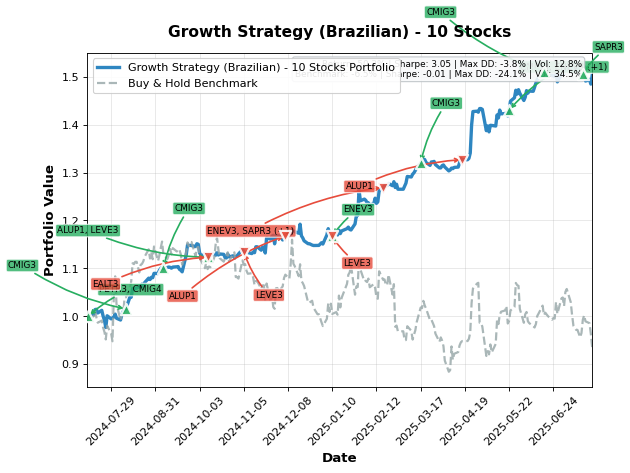 CMIG3
Growth Strategy (Brazilian) - 10 Stocks
SAPR3
Growth Strategy (Brazilian) - 10 Stocks Portfolio
harpe: 3.05 | Max DD: -3.8% | Vol: 12.8%
Buy & Hold Benchmark
rpe: -0.01 | Max DD: -24.1% | Vol: 34.5%
(+1)
CMIG3
ALUP1
CMIG3
ENEV3
ALUP1, LEVE3
ENEV3, SAPR3 (+1)
CMIG3
LEVE3
EALT3
CMIG4
ALUP1
LEVE3
Portfolio Value
1.5
1.4
1.3
1.2
1.1
1.0
0.9
2024-07-29
2024-08-31
2024-10-03
2024-11-05
2024-12-08
2025-01-10
2025-02-12
2025-03-17
2025-04-19
2025-05-22
2025-06-24
Date